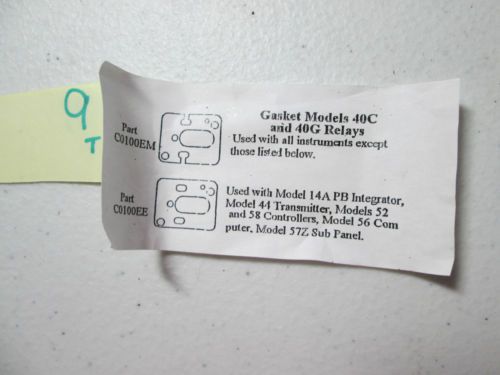 9
T
Part
C0100EM
Gasket Models 40C
and 40G Relays
Used with all instruments except
those listed below.
Part
C0100EE
Used with Model 14A PB Integrator,
Model 44 Transmitter, Models 52
and 58 Controllers, Model 56 Com
puter, Model 57Z Sub Panel.